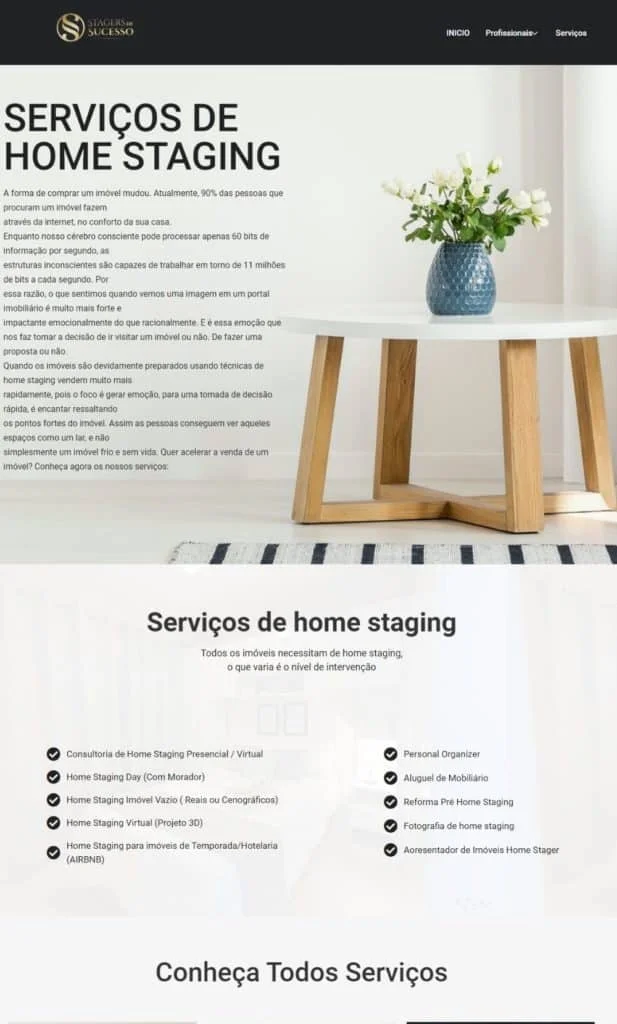 STAGERS DE
SUCESSO
INICIO
Profissionais
Serviços
SERVIÇOS DE
HOME STAGING
A forma de comprar um imóvel mudou. Atualmente, 90% das pessoas que
procuram um imóvel fazem
através da internet, no conforto da sua casa.
Enquanto nosso cérebro consciente pode processar apenas 60 bits de
informação por segundo, as
estruturas inconscientes são capazes de trabalhar em torno de 11 milhões
de bits a cada segundo. Por
essa razão, o que sentimos quando vemos uma imagem em um portal
imobiliário é muito mais forte e
impactante emocionalmente do que racionalmente. E é essa emoção que
nos faz tomar a decisão de ir visitar um imóvel ou não. De fazer uma
proposta ou não.
Quando os imóveis são devidamente preparados usando técnicas de
home staging vendem muito mais
rapidamente, pois o foco é gerar emoção, para uma tomada de decisão
rápida, é encantar ressaltando
os pontos fortes do imóvel. Assim as pessoas conseguem ver aqueles
espaços como um lar, e não
simplesmente um imóvel frio e sem vida. Quer acelerar a venda de um
imóvel? Conheça agora os nossos serviços:
Serviços de home staging
Todos os imóveis necessitam de home staging,
o que varia é o nível de intervenção
Consultoria de Home Staging Presencial / Virtual
Home Staging Day (Com Morador)
Home Staging Imóvel Vazio ( Reais ou Cenográficos)
Home Staging Virtual (Projeto 3D)
Home Staging para imóveis de Temporada/Hotelaria
(AIRBNB)
Personal Organizer
Aluguel de Mobiliário
Reforma Pré Home Staging
Fotografia de home staging
Aoresentador de Imóveis Home Stager
Conheça Todos Serviços